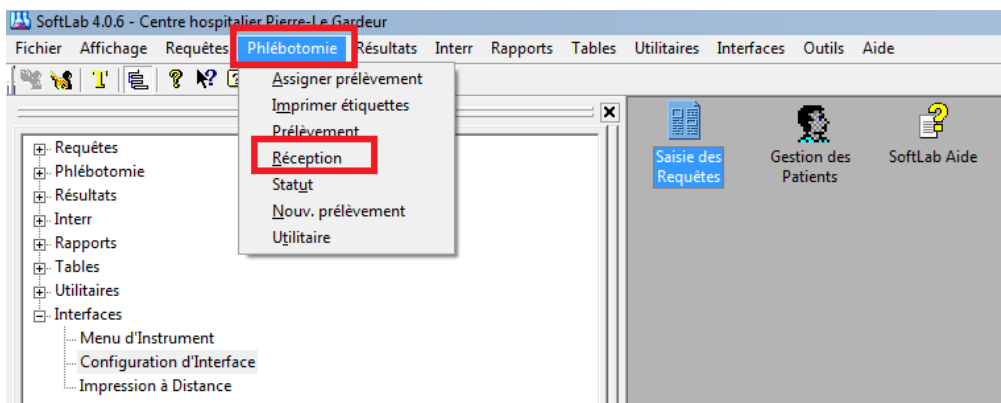 SoftLab 4.0.6 - Centre hospitalier Pierre-Le Gardeur
Fichier Affichage Requêtes Phlébotomie Résultats Interr Rapports Tables Utilitaires Interfaces Outils Aide
Assigner prélèvement
Imprimer étiquettes
Prélèvement
Réception
Statut
Nouv. prélèvement
Utilitaire
Requêtes
Phlébotomie
Résultats
Interr
Rapports
Tables
Utilitaires
Interfaces
Menu d'Instrument
Configuration d'Interface
Impression à Distance
Saisie des
Requêtes
Gestion des
Patients
SoftLab Aide